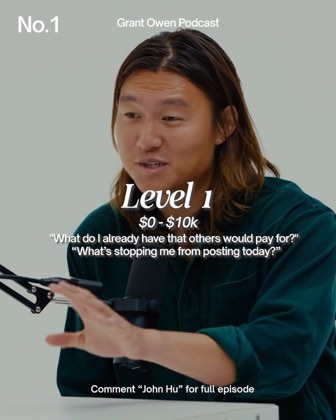 No.1
Grant Owen Podcast
Level 1
$0 - $10k
"What do I already have that others would pay for?"
"What's stopping me from posting today?"
Comment "John Hu" for full episode